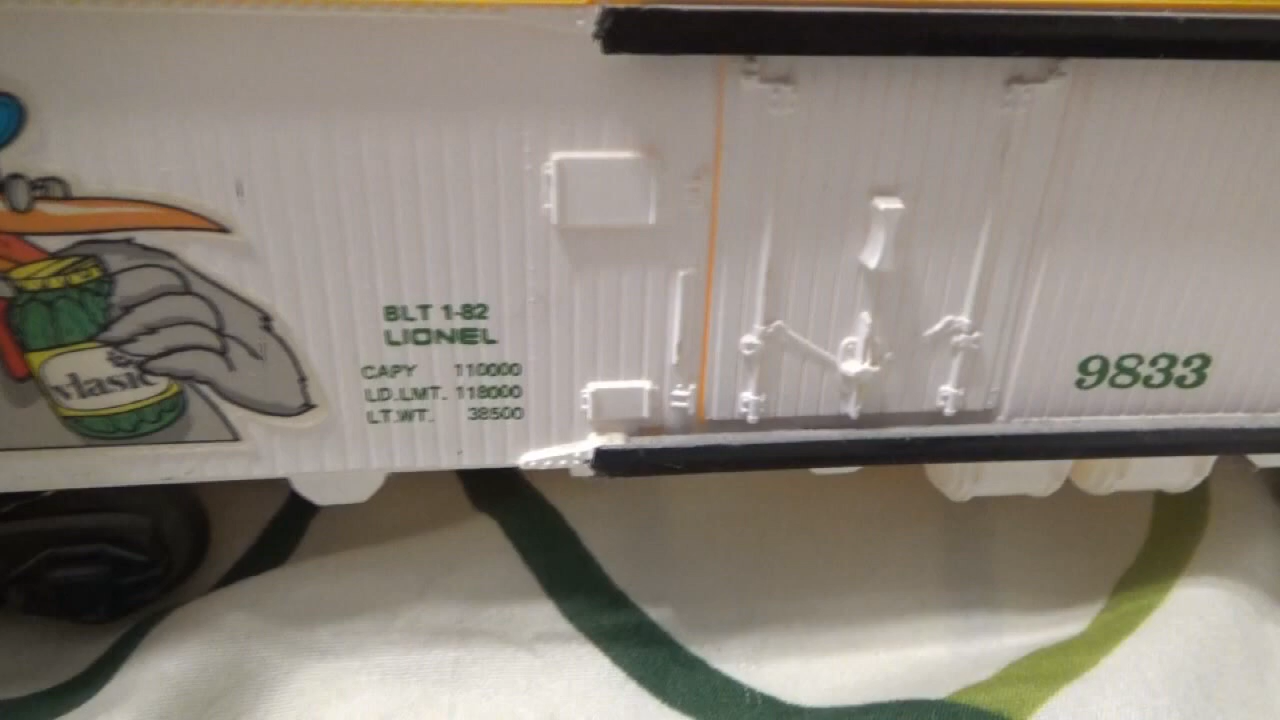 vlasic
BLT 1-82
LIONEL
CAPY 110000
LD.LMT. 118000
LT.WT. 38500
9833